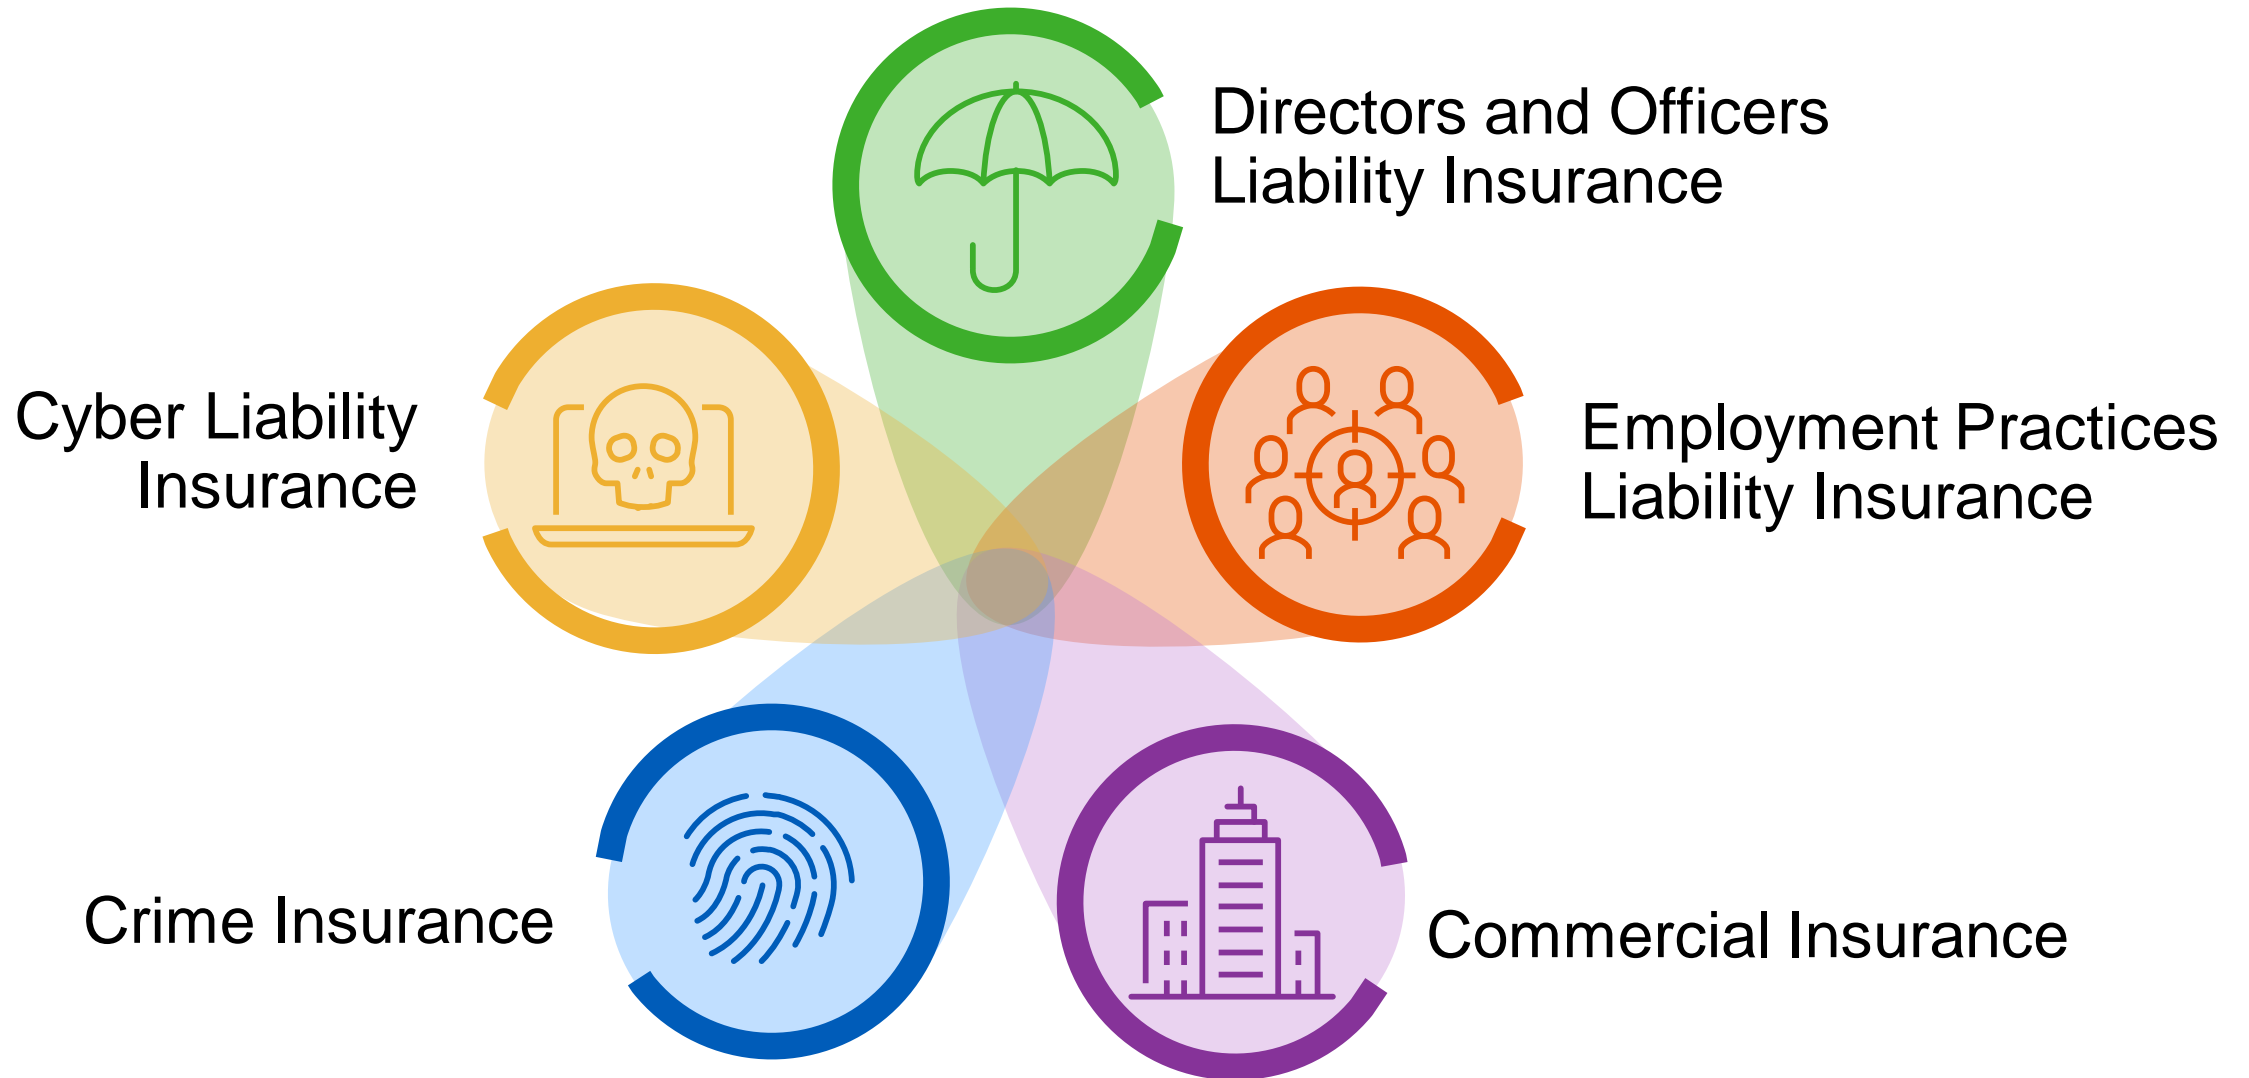 Directors and Officers
Liability Insurance
Cyber Liability
Insurance
Employment Practices
Liability Insurance
Crime Insurance
Commercial Insurance